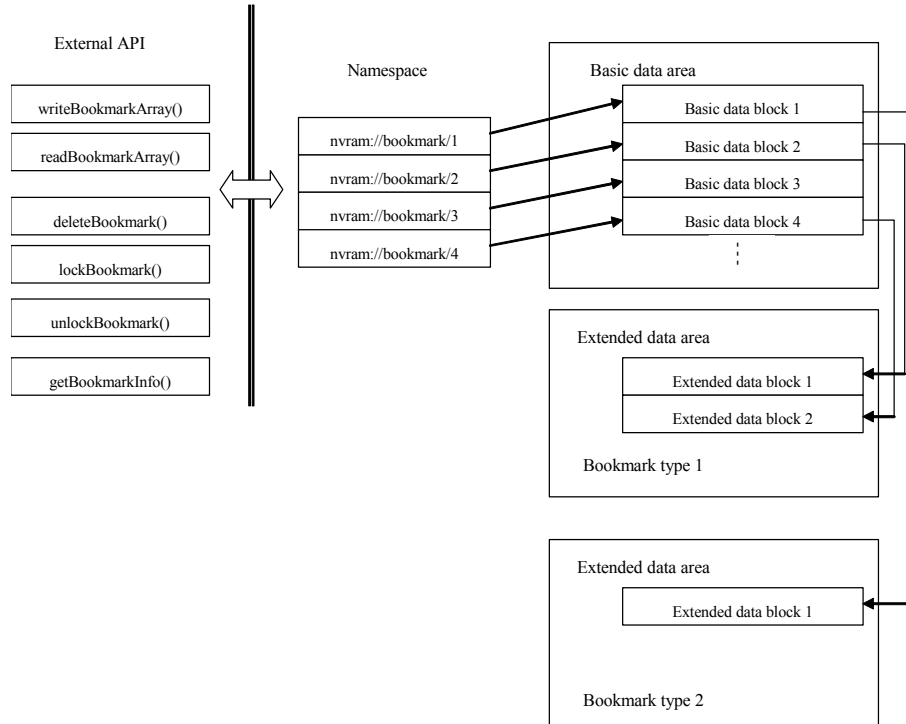 External API
writeBookmarkArray()
readBookmarkArray()
deleteBookmark()
lockBookmark()
unlockBookmark()
getBookmarkInfo()
Namespace
nvram://bookmark/1
nvram://bookmark/2
nvram://bookmark/3
nvram://bookmark/4
Basic data area
Basic data block 1
Basic data block 2
Basic data block 3
Basic data block 4
Extended data area
Extended data block 1
Extended data block 2
Bookmark type 1
Extended data area
Extended data block 1
Bookmark type 2